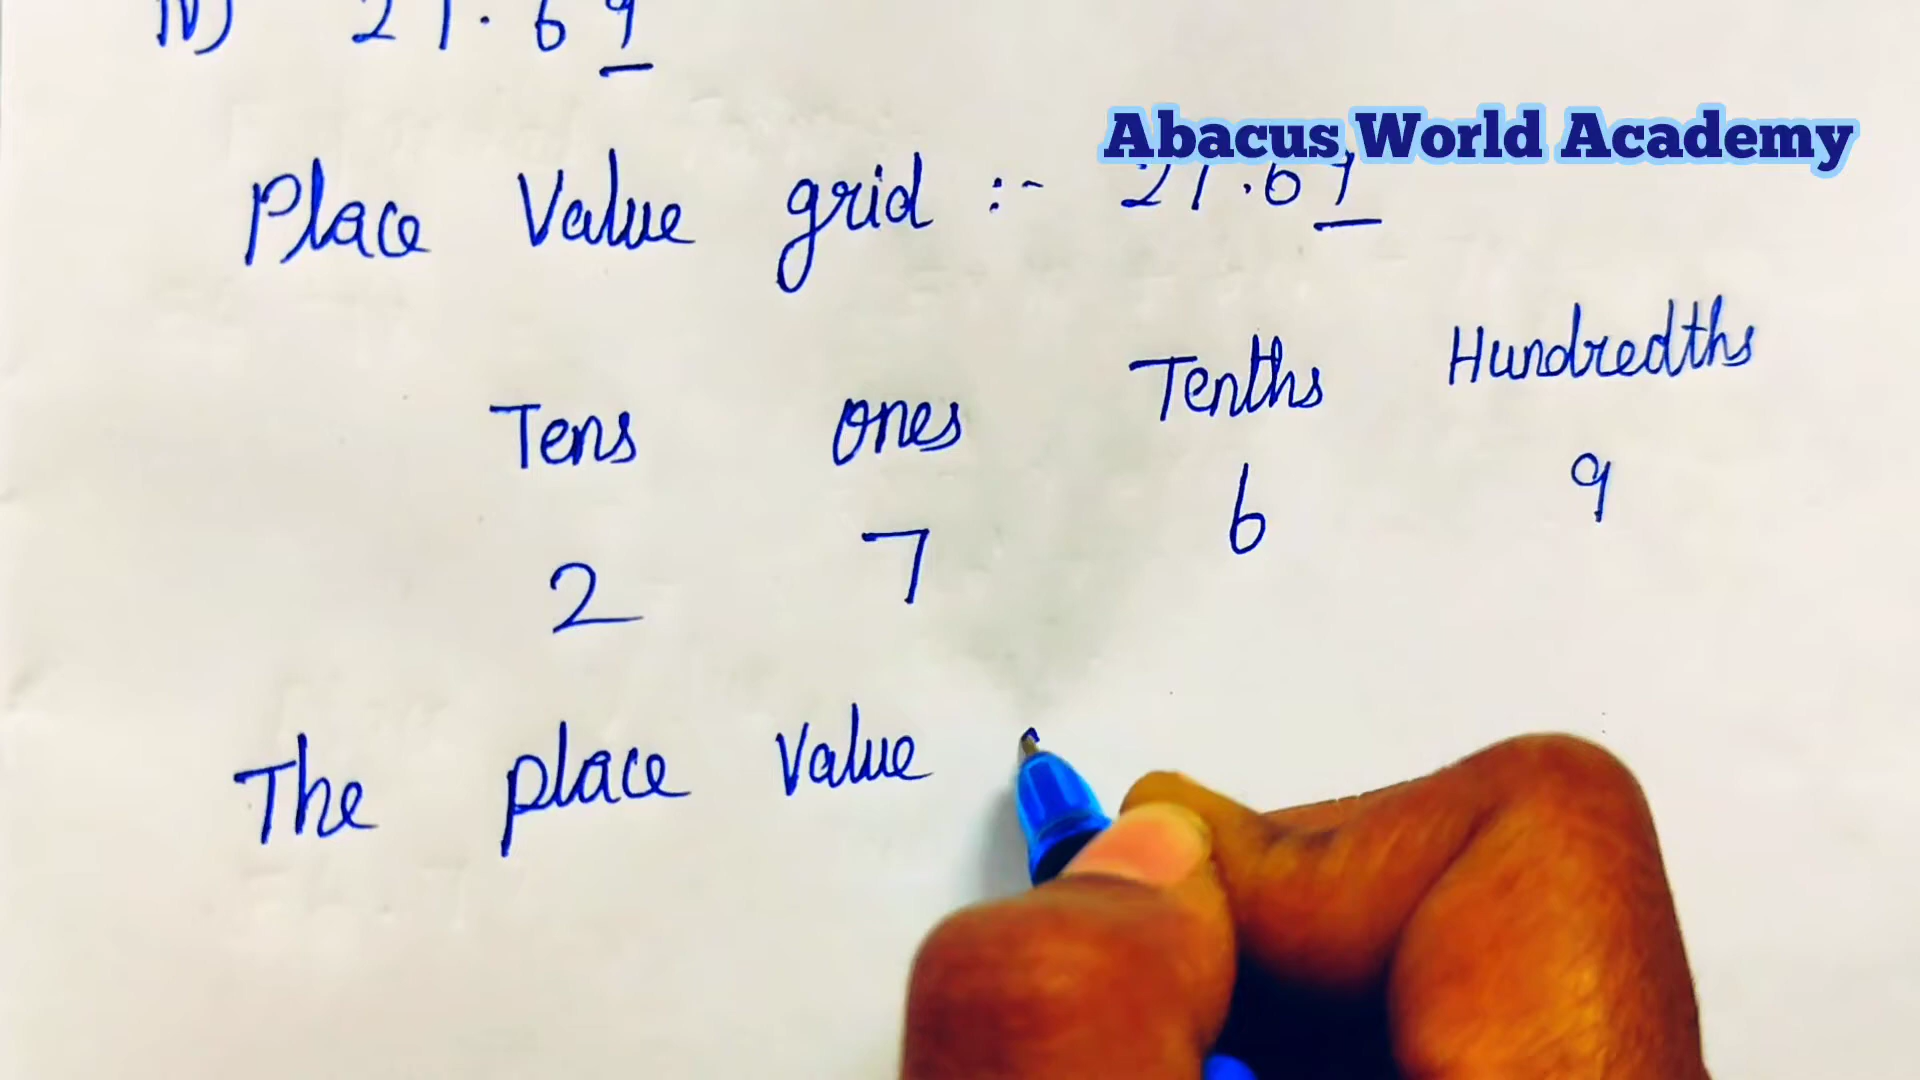 IV) 27.69
Abacus World Academy
Place Value grid :- 27.69
Tens ones Tenths Hundredths
2 7 6 9
The place Value